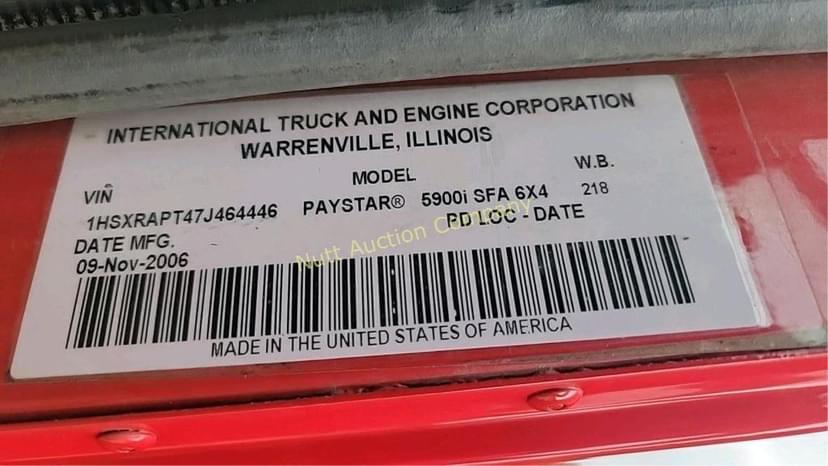 INTERNATIONAL TRUCK AND ENGINE CORPORATION
WARRENVILLE, ILLINOIS
VIN MODEL W.B.
1HSXRAPT47J464446 PAYSTAR® 5900i SFA 6X4 218
DATE MFG. PD LOC - DATE
09-Nov-2006
Nutt Auction Company
MADE IN THE UNITED STATES OF AMERICA